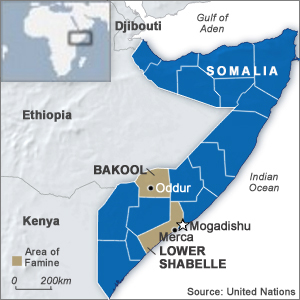 Djibouti
Gulf of
Aden
SOMALIA
Ethiopia
BAKOOL
Oddur
Indian
Ocean
Kenya
Mogadishu
Merca
LOWER
SHABELLE
Area of
Famine
0 200km
Source: United Nations